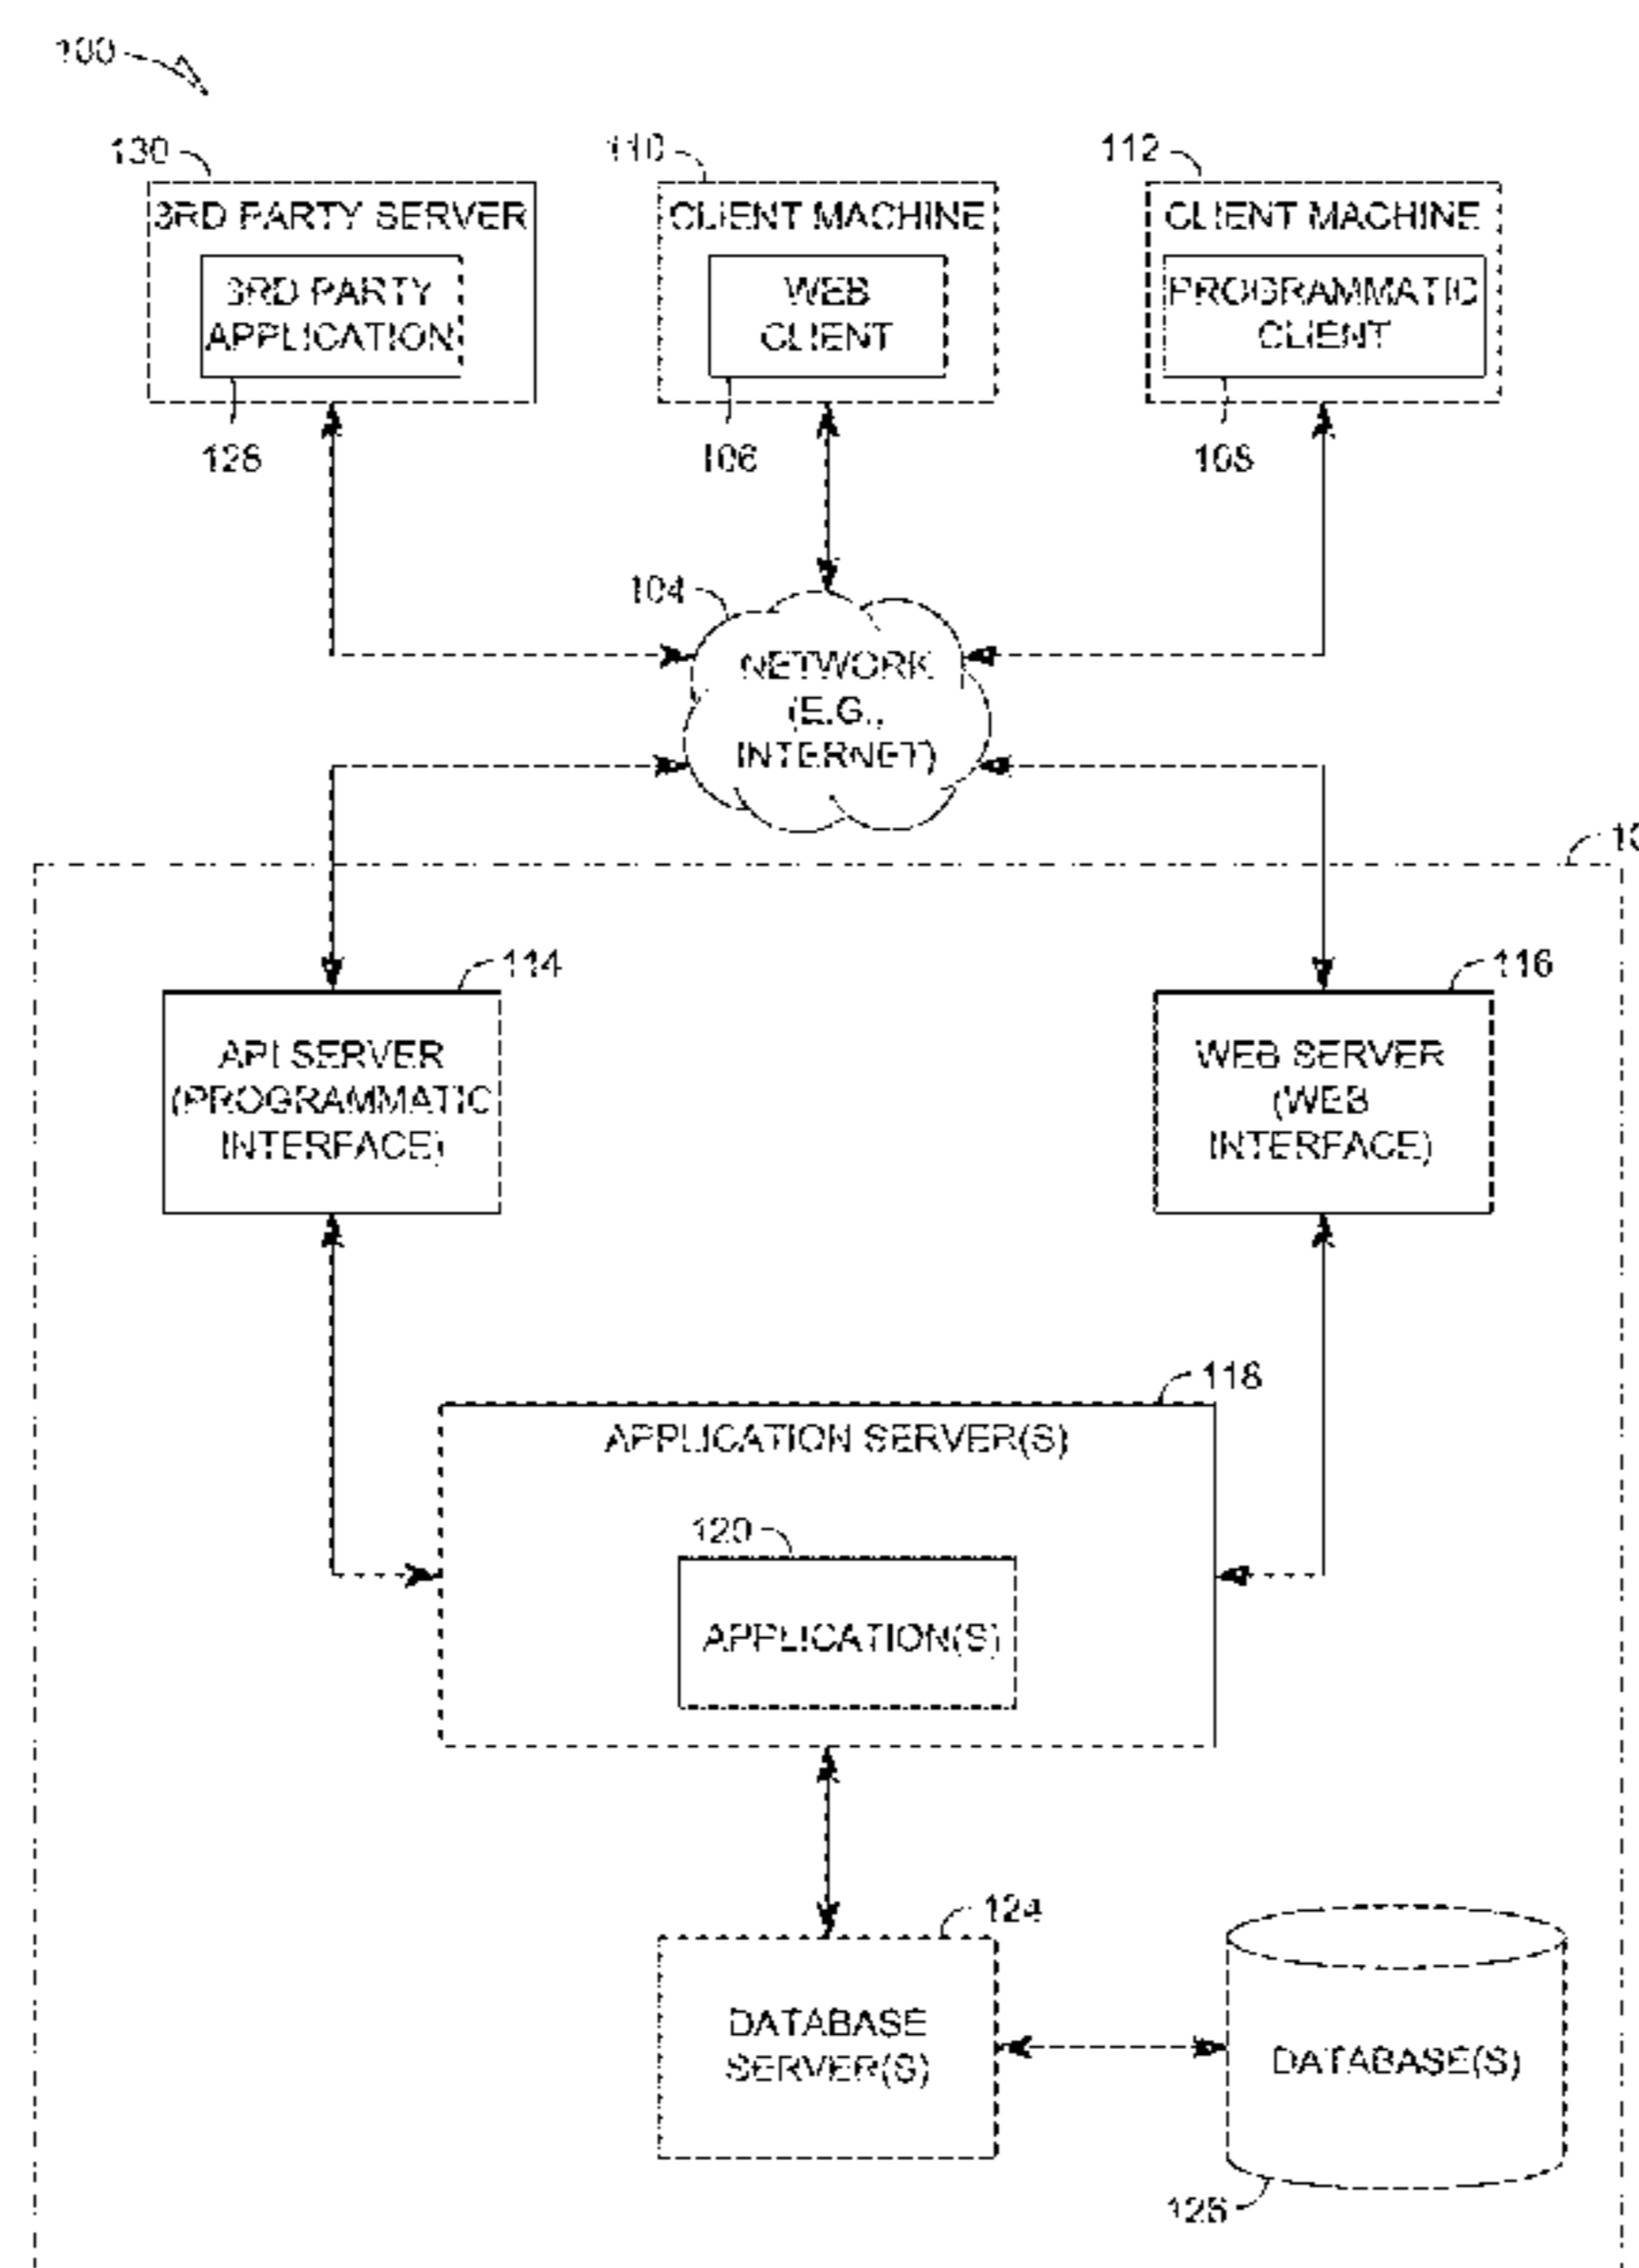 100
130
110
112
3RD PARTY SERVER
CLIENT MACHINE
CLIENT MACHINE
3RD PARTY
APPLICATION
WEB
CLIENT
PROGRAMMATIC
CLIENT
128
106
108
104
NETWORK
(E.G.,
INTERNET)
114
116
API SERVER
(PROGRAMMATIC
INTERFACE)
WEB SERVER
(WEB
INTERFACE)
118
APPLICATION SERVER(S)
120
APPLICATION(S)
124
DATABASE
SERVER(S)
DATABASE(S)